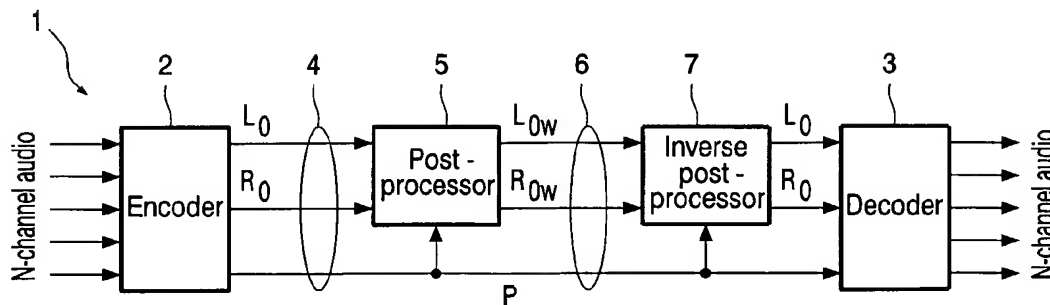 1
2
4
5
6
7
3
N-channel audio
Encoder
L0
R0
Post -
processor
L0W
R0W
Inverse
post -
processor
L0
R0
Decoder
N-channel audio
P